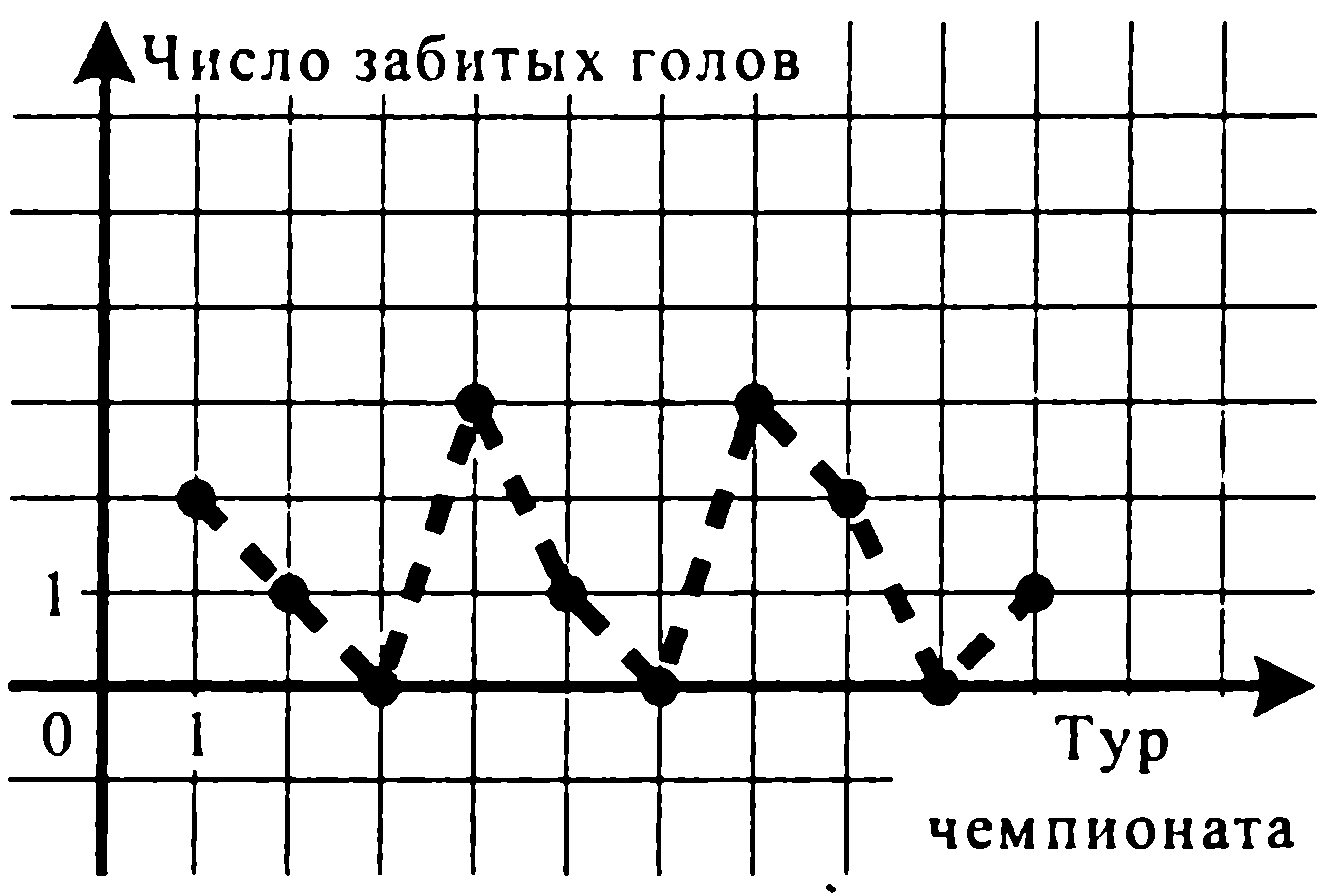 Число забитых голов
1
0 1
Тур
чемпионата